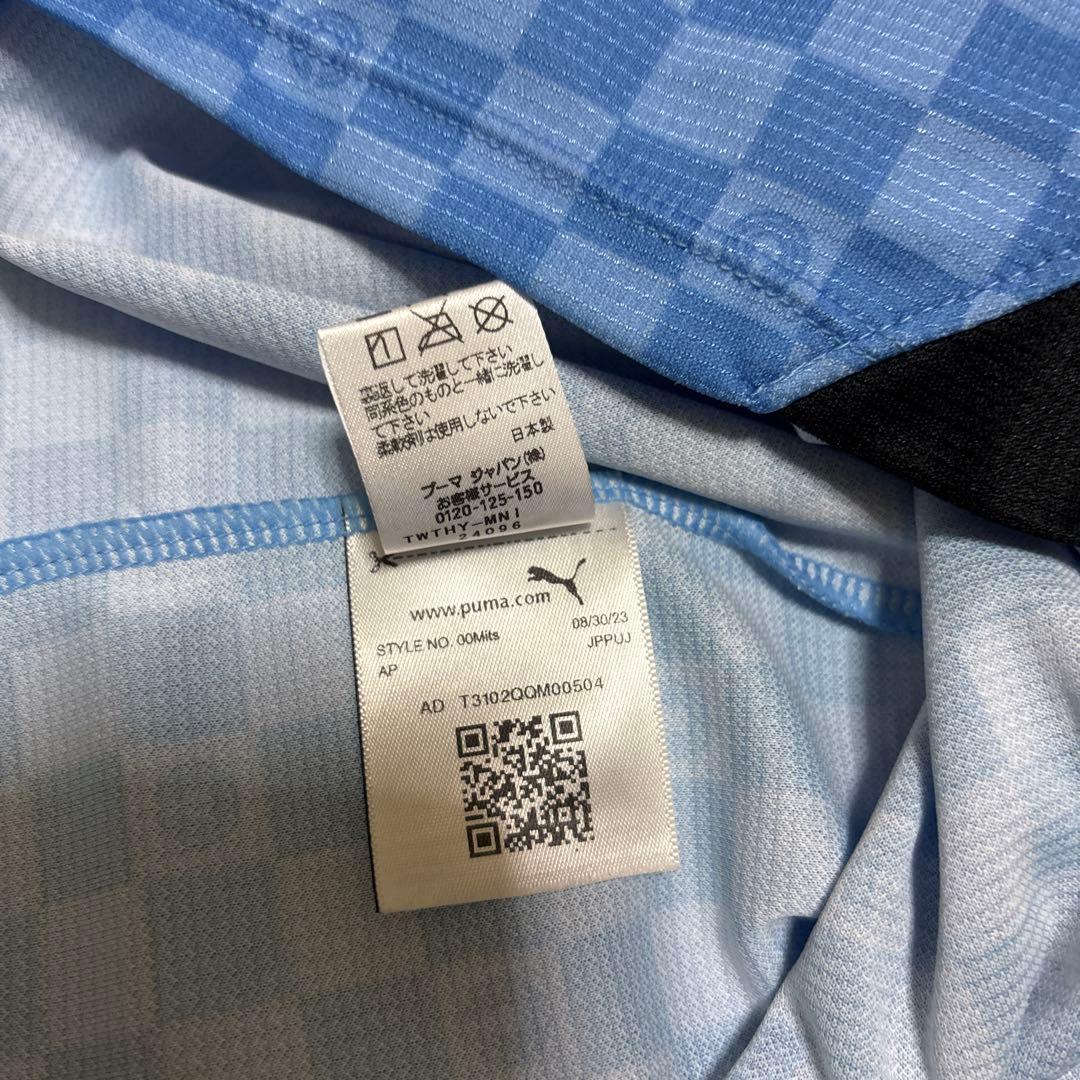 裏返して洗濯して下さい
同系色のものと一緒に洗濯し
て下さい
柔軟剤は使用しないで下さい
日本製
プーマ ジャパン(株)
お客様サービス
0120-125-150
TWTHY-MNI
24096
www.puma.com
STYLE NO. 00Mits
08/30/23
AP
JPPUJ
AD T3102QQM00504